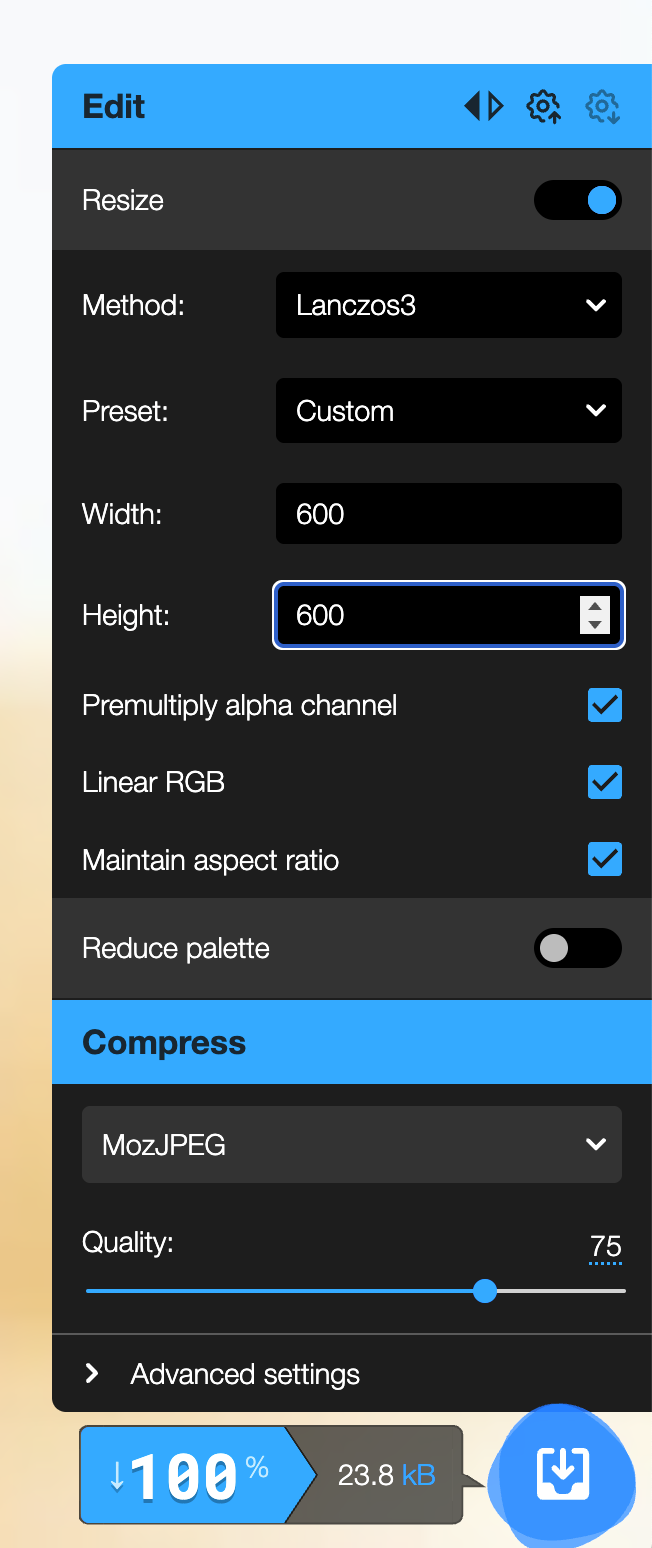 Edit
Resize
Method: Lanczos3
Preset: Custom
Width: 600
Height: 600
Premultiply alpha channel
Linear RGB
Maintain aspect ratio
Reduce palette
Compress
MozJPEG
Quality: 75
Advanced settings
↓100 % 23.8 kB